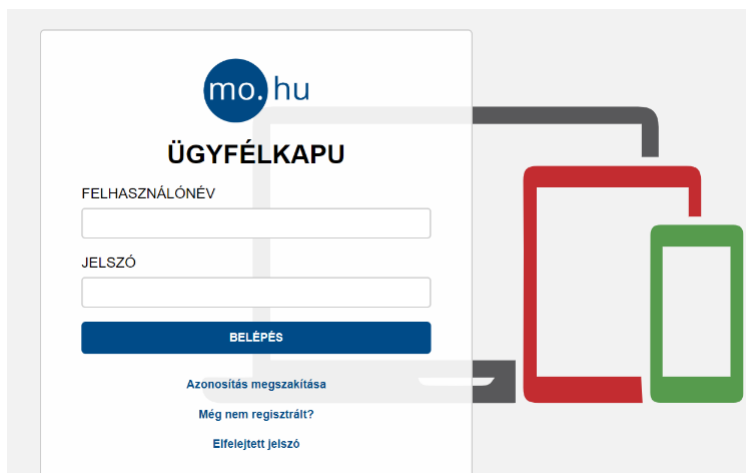 mo.hu
ÜGYFÉLKAPU
FELHASZNÁLÓNÉV
JELSZÓ
BELÉPÉS
Azonosítás megszakítása
Még nem regisztrált?
Elfelejtett jelszó